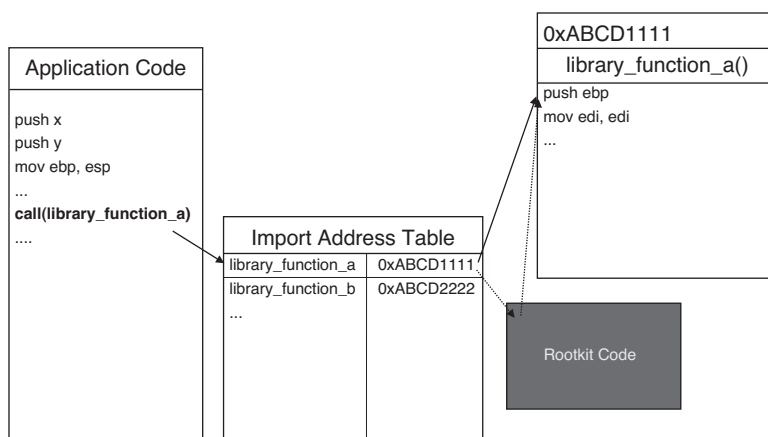 Application Code
push x
push y
mov ebp, esp
...
call(library_function_a)
....
Import Address Table
library_function_a 0xABCD1111
library_function_b 0xABCD2222
...
0xABCD1111
library_function_a()
push ebp
mov edi, edi
...
Rootkit Code